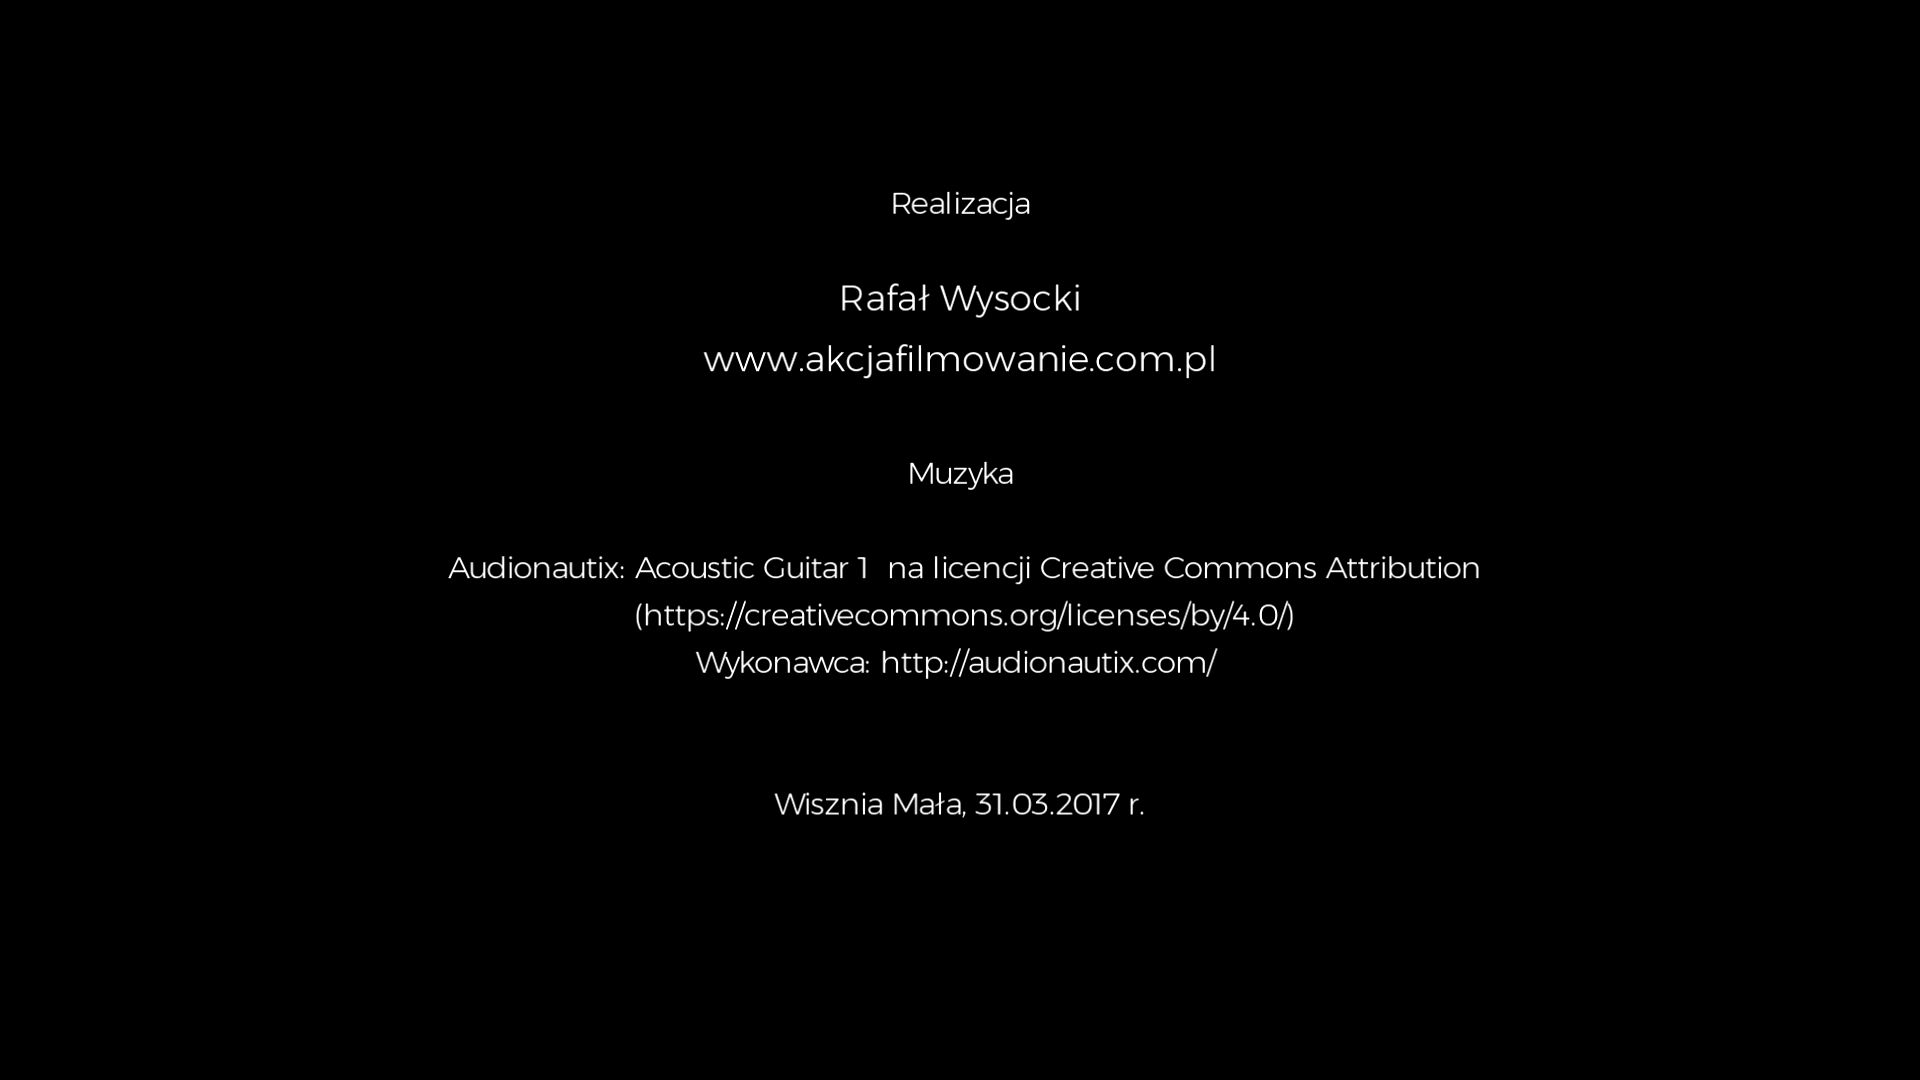 Realizacja
Rafał Wysocki
www.akcjafilmowanie.com.pl
Muzyka
Audionautix: Acoustic Guitar 1  na licencji Creative Commons Attribution
(https://creativecommons.org/licenses/by/4.0/)
Wykonawca: http://audionautix.com/
Wisznia Mała, 31.03.2017 r.